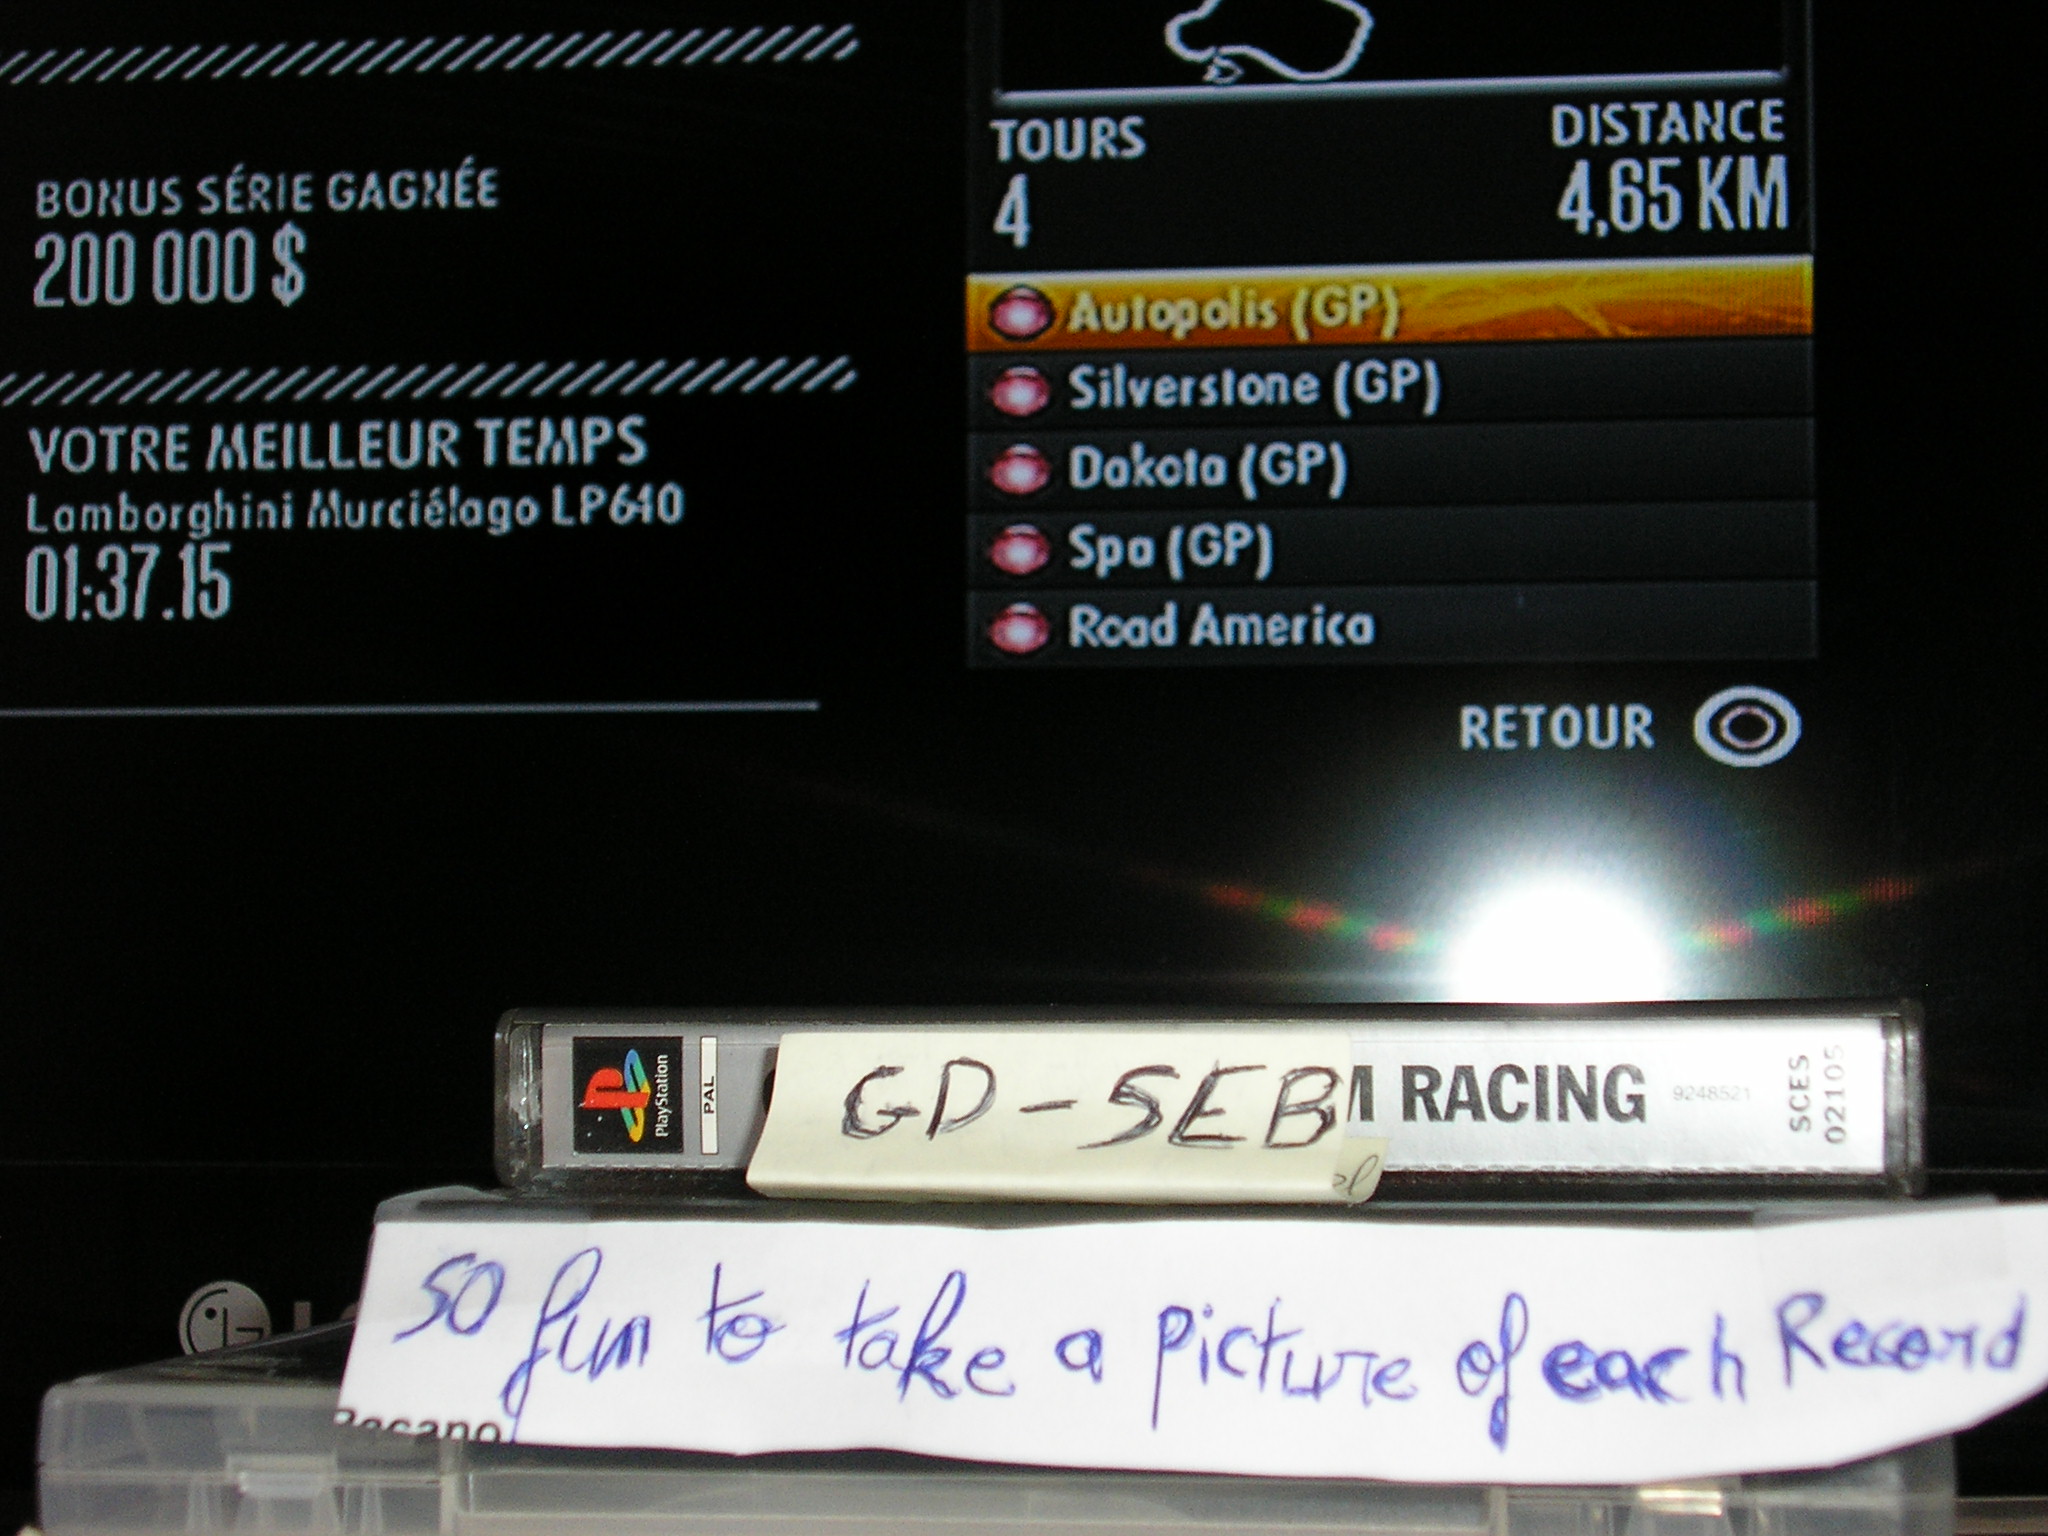 BONUS SÉRIE GAGNÉE
200 000 $
VOTRE MEILLEUR TEMPS
Lamborghini Murciélago LP640
01:37.15
TOURS
4
DISTANCE
4,65 KM
Autopolis (GP)
Silverstone (GP)
Dakota (GP)
Spa (GP)
Road America
RETOUR
PlayStation
PAL
GD-SEB
M RACING
9248521
SCES
02105
so fun to take a picture of each Record